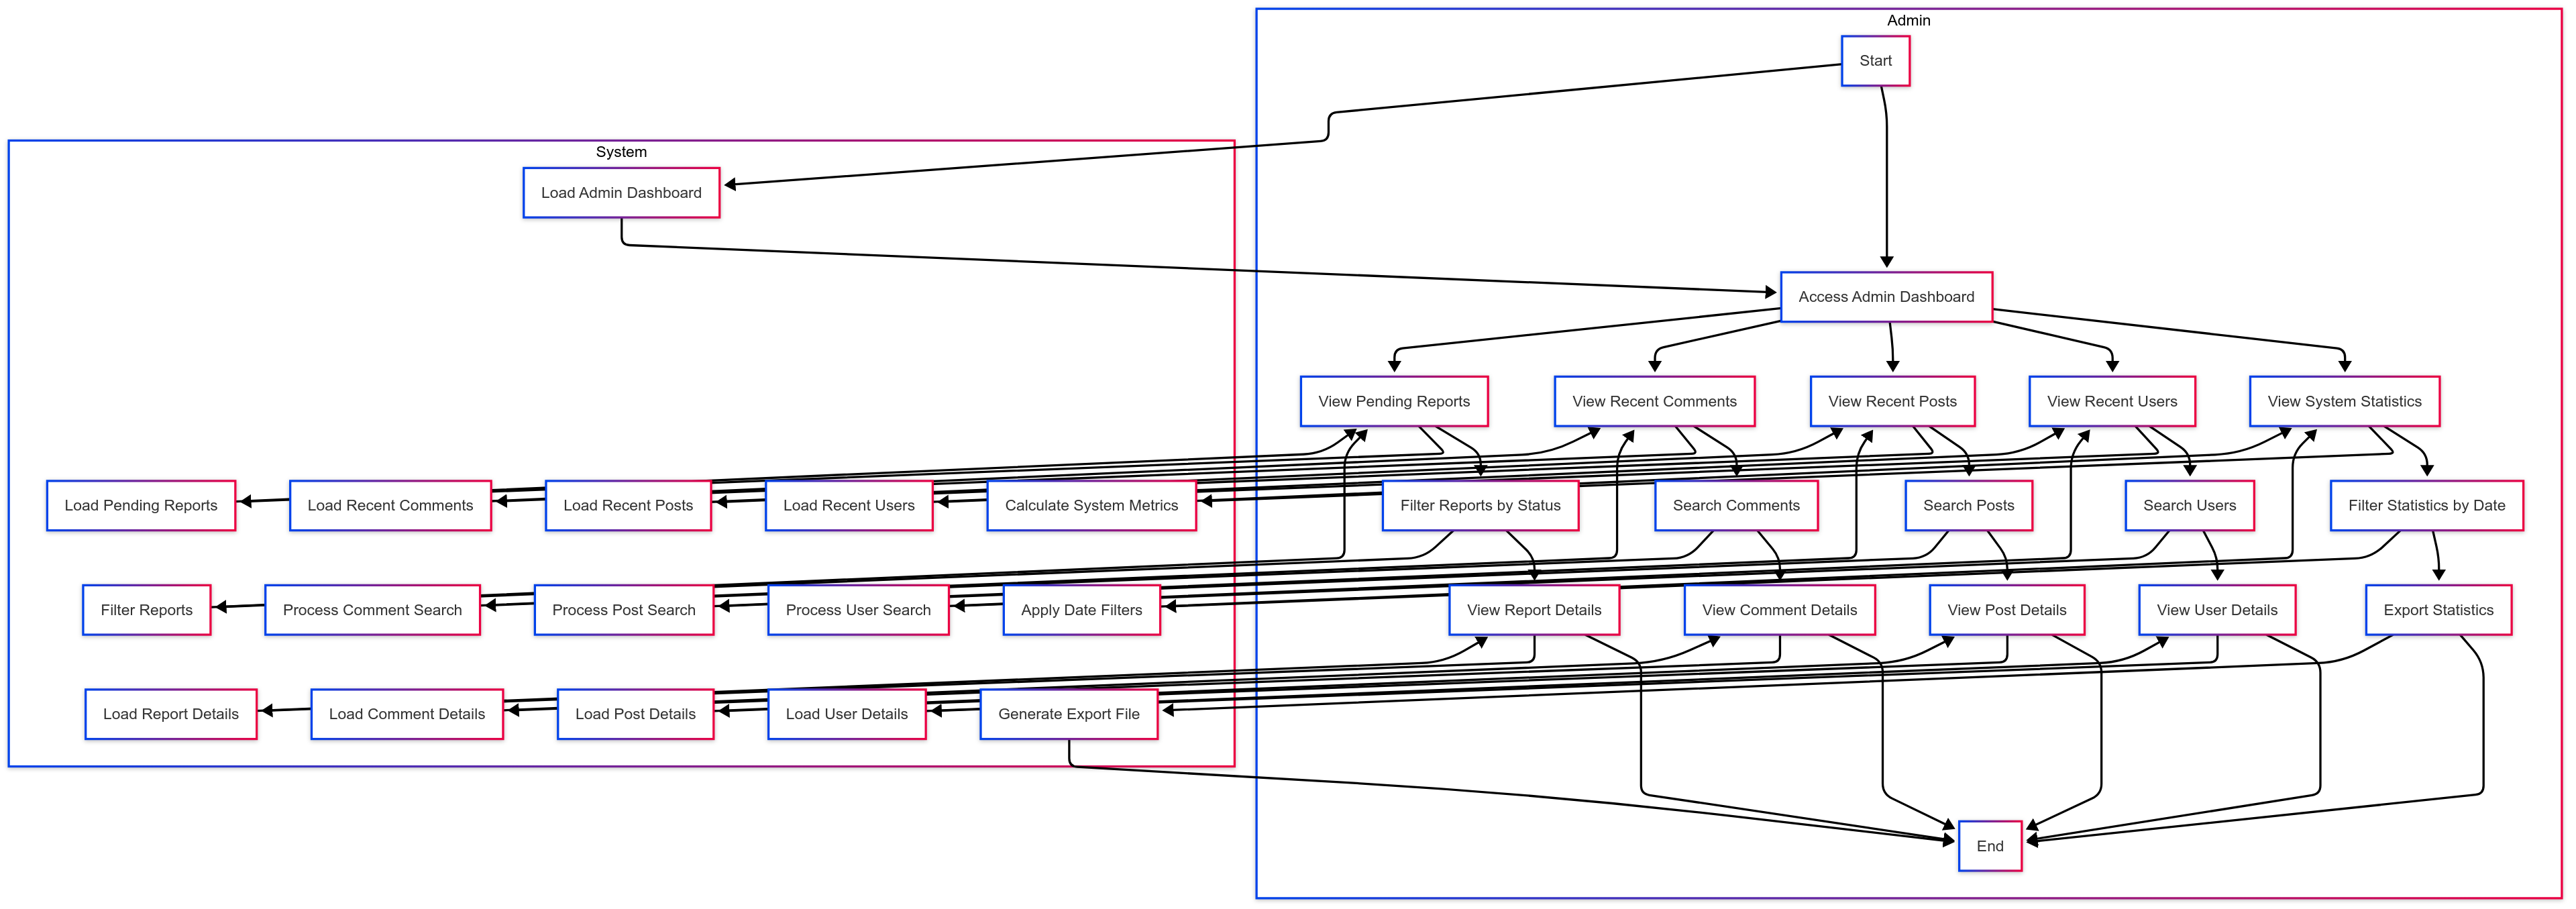 Admin
Start
System
Load Admin Dashboard
Access Admin Dashboard
View Pending Reports
View Recent Comments
View Recent Posts
View Recent Users
View System Statistics
Load Pending Reports
Load Recent Comments
Load Recent Posts
Load Recent Users
Calculate System Metrics
Filter Reports by Status
Search Comments
Search Posts
Search Users
Filter Statistics by Date
Filter Reports
Process Comment Search
Process Post Search
Process User Search
Apply Date Filters
View Report Details
View Comment Details
View Post Details
View User Details
Export Statistics
Load Report Details
Load Comment Details
Load Post Details
Load User Details
Generate Export File
End